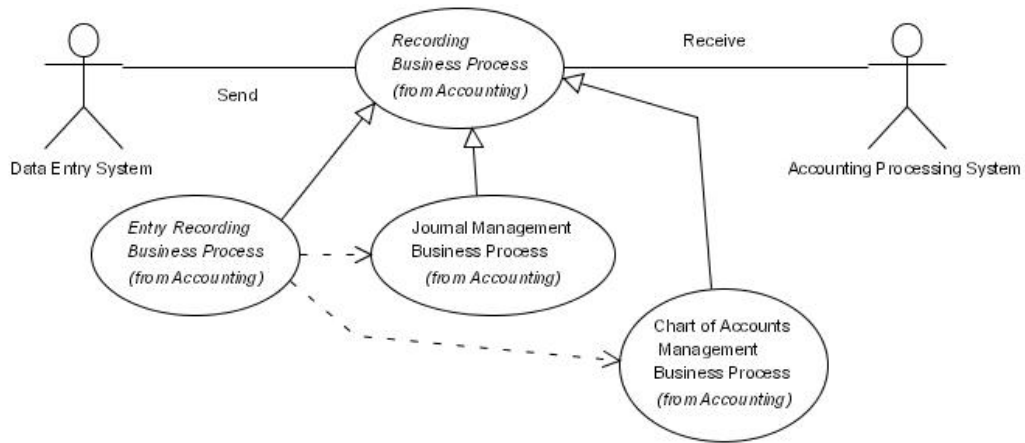 Recording
Business Process
(from Accounting)
Receive
Send
Data Entry System
Accounting Processing System
Entry Recording
Business Process
(from Accounting)
Journal Management
Business Process
(from Accounting)
Chart of Accounts
Management
Business Process
(from Accounting)